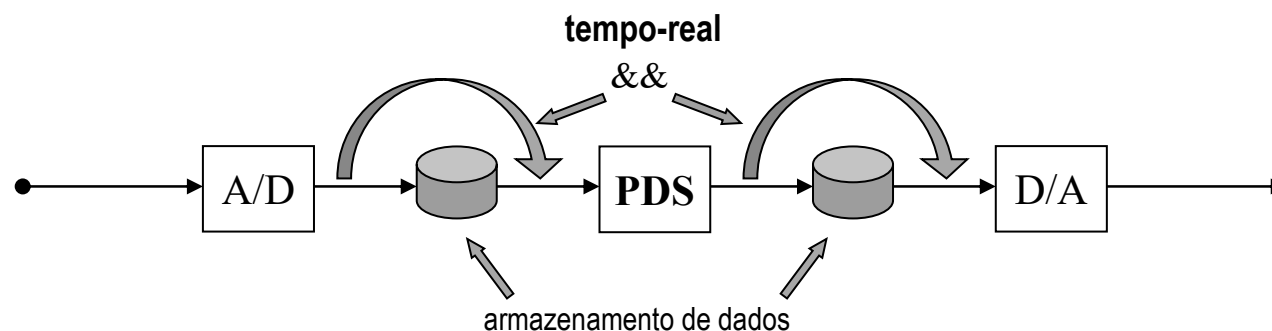 tempo-real
&&
A/D
PDS
D/A
armazenamento de dados